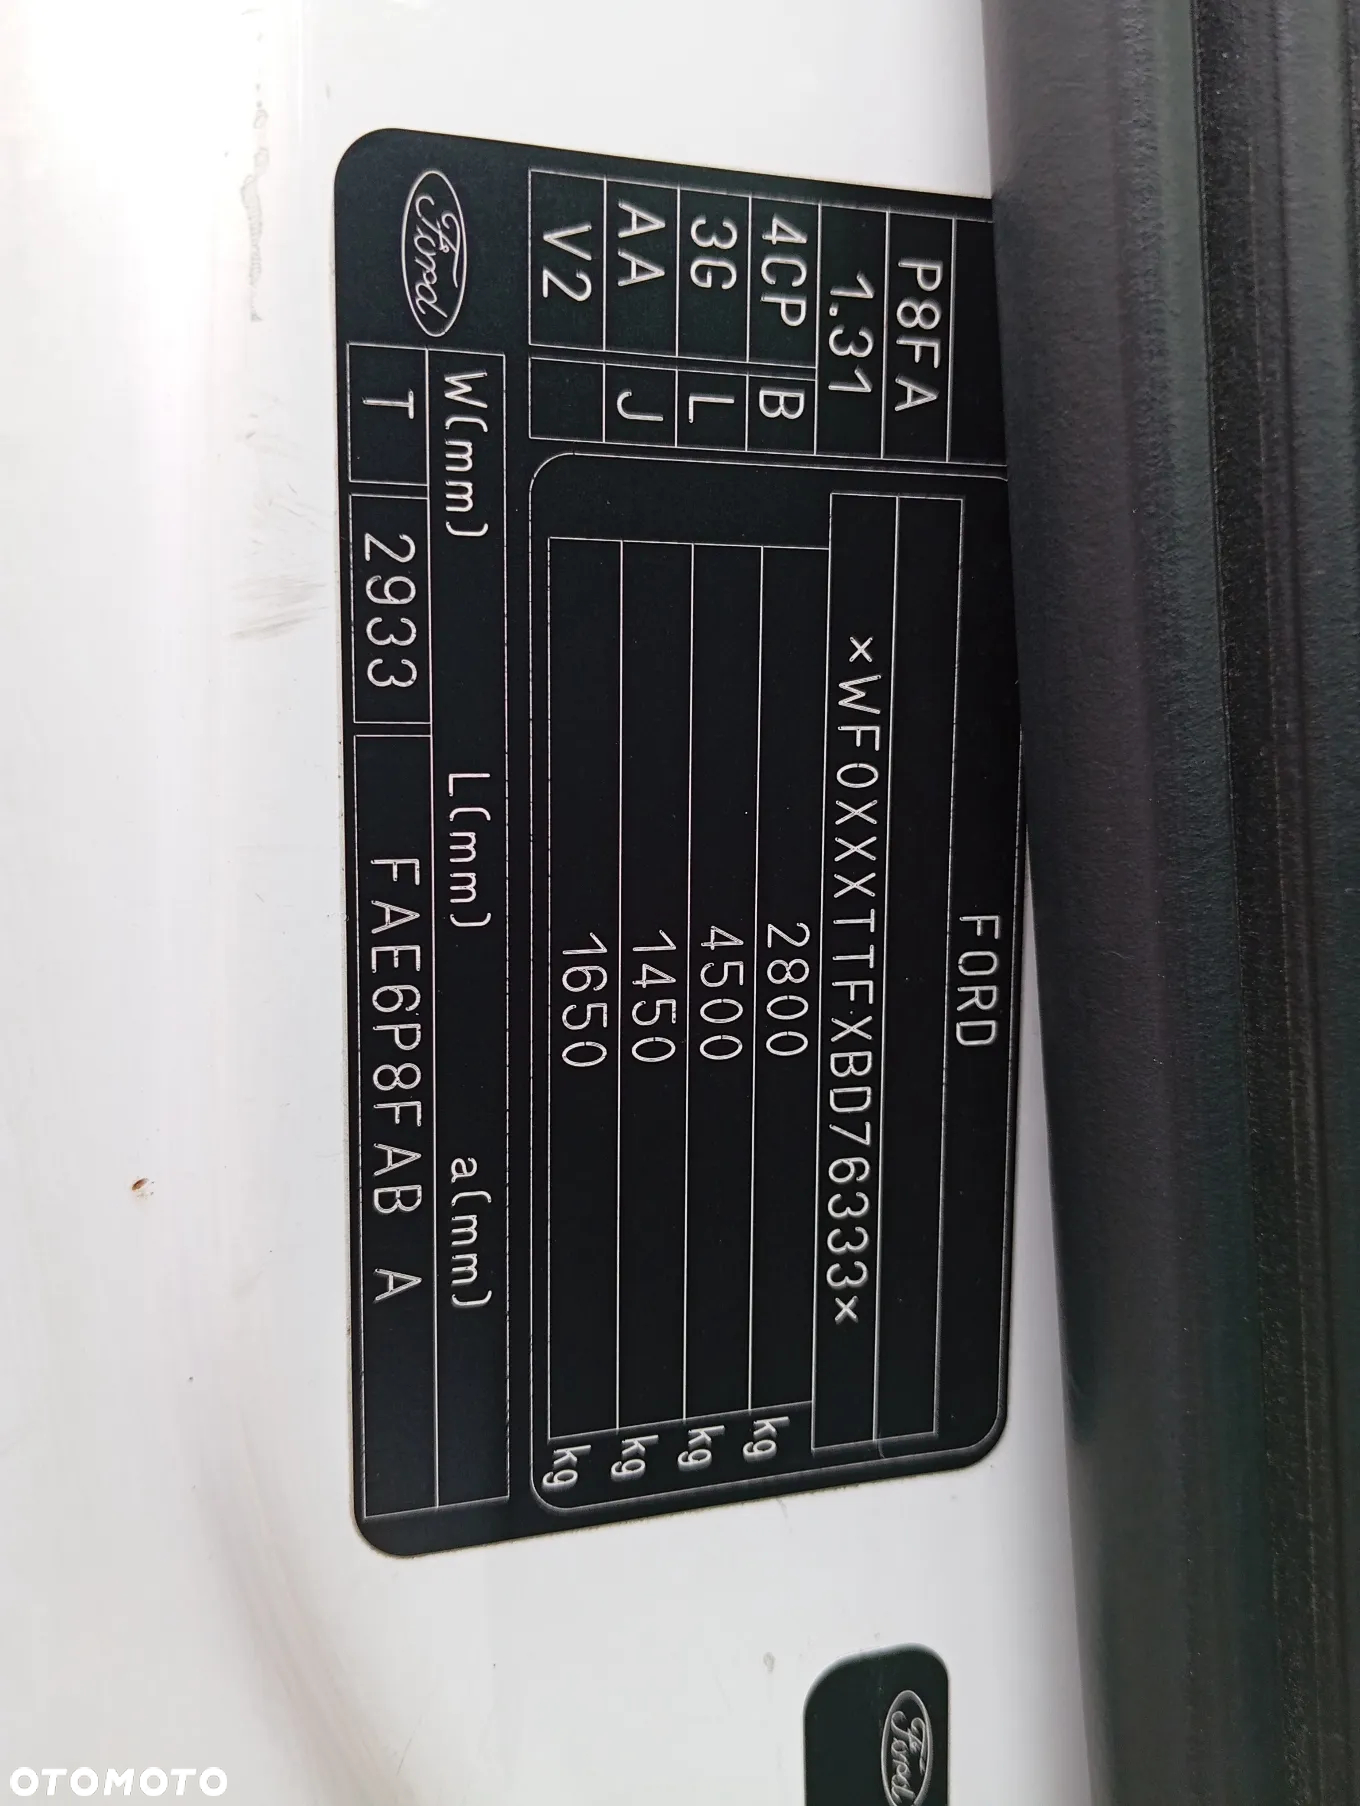 FORD
P8FA
1.31
*WF0XXXTTFXBD76333*
4CP B
2800 kg
3G L
4500 kg
AA J
1450 kg
V2
1650 kg
W(mm) L(mm) a(mm)
Ford
T 2933 FAE6P8FAB A
Ford
OTOMOTO